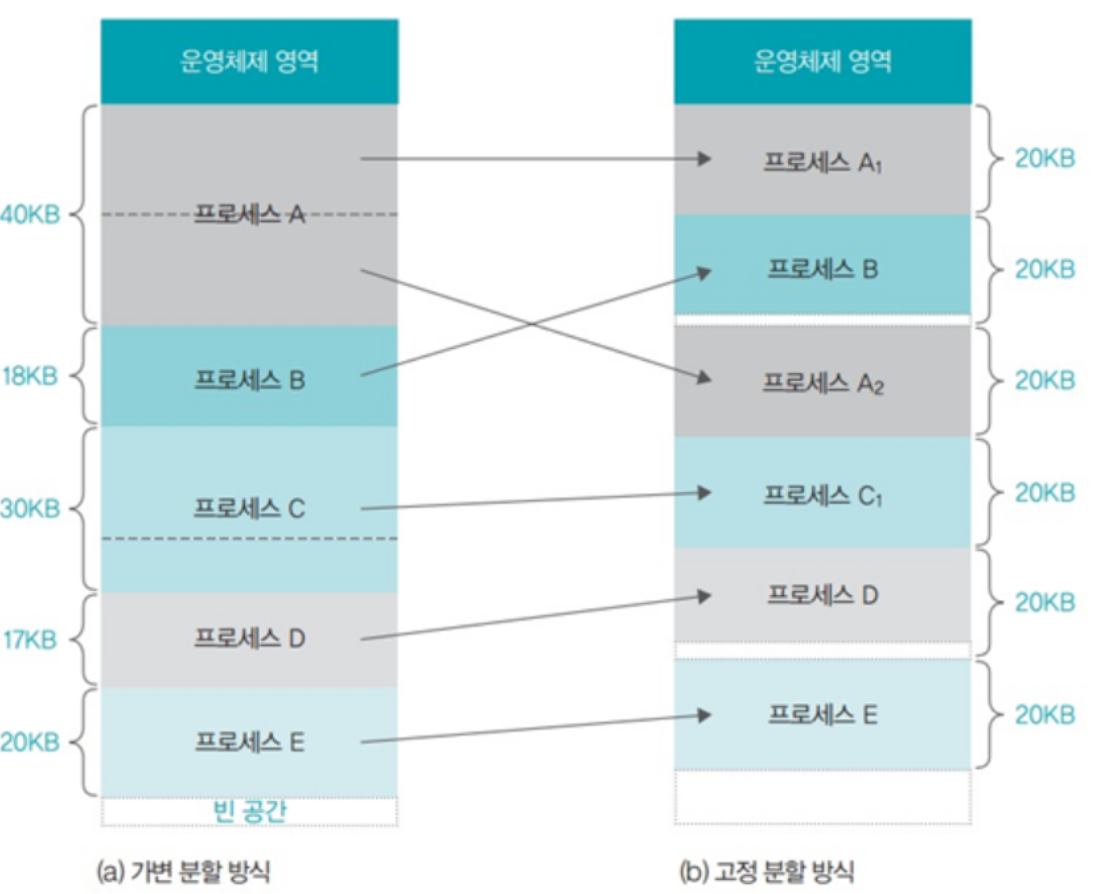 운영체제 영역
40KB
프로세스 A
18KB
프로세스 B
30KB
프로세스 C
17KB
프로세스 D
20KB
프로세스 E
빈 공간
(a) 가변 분할 방식
운영체제 영역
프로세스 A₁
20KB
프로세스 B
20KB
프로세스 A₂
20KB
프로세스 C₁
20KB
프로세스 D
20KB
프로세스 E
20KB
(b) 고정 분할 방식